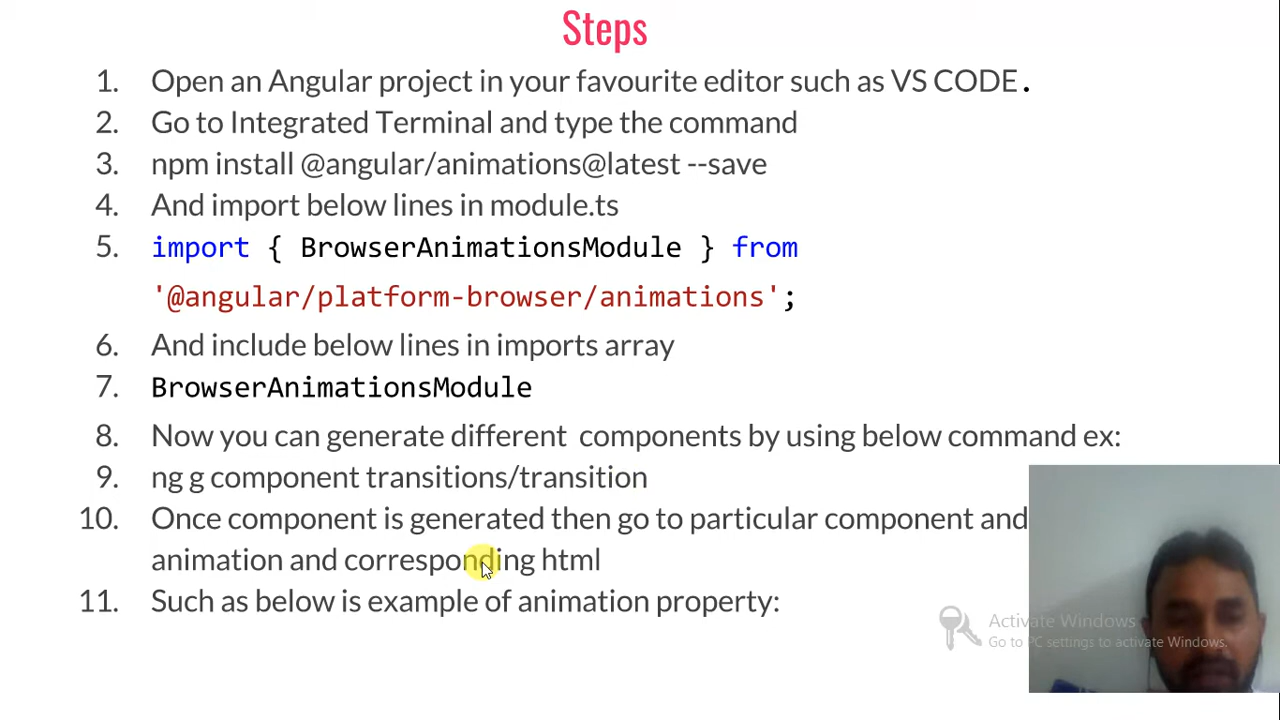 Steps
1. Open an Angular project in your favourite editor such as VS CODE.
2. Go to Integrated Terminal and type the command
3. npm install @angular/animations@latest --save
4. And import below lines in module.ts
5. import { BrowserAnimationsModule } from
'@angular/platform-browser/animations';
6. And include below lines in imports array
7. BrowserAnimationsModule
8. Now you can generate different  components by using below command ex:
9. ng g component transitions/transition
10. Once component is generated then go to particular component and
animation and corresponding html
11. Such as below is example of animation property:
Activate Windows
Go to PC settings to activate Windows.